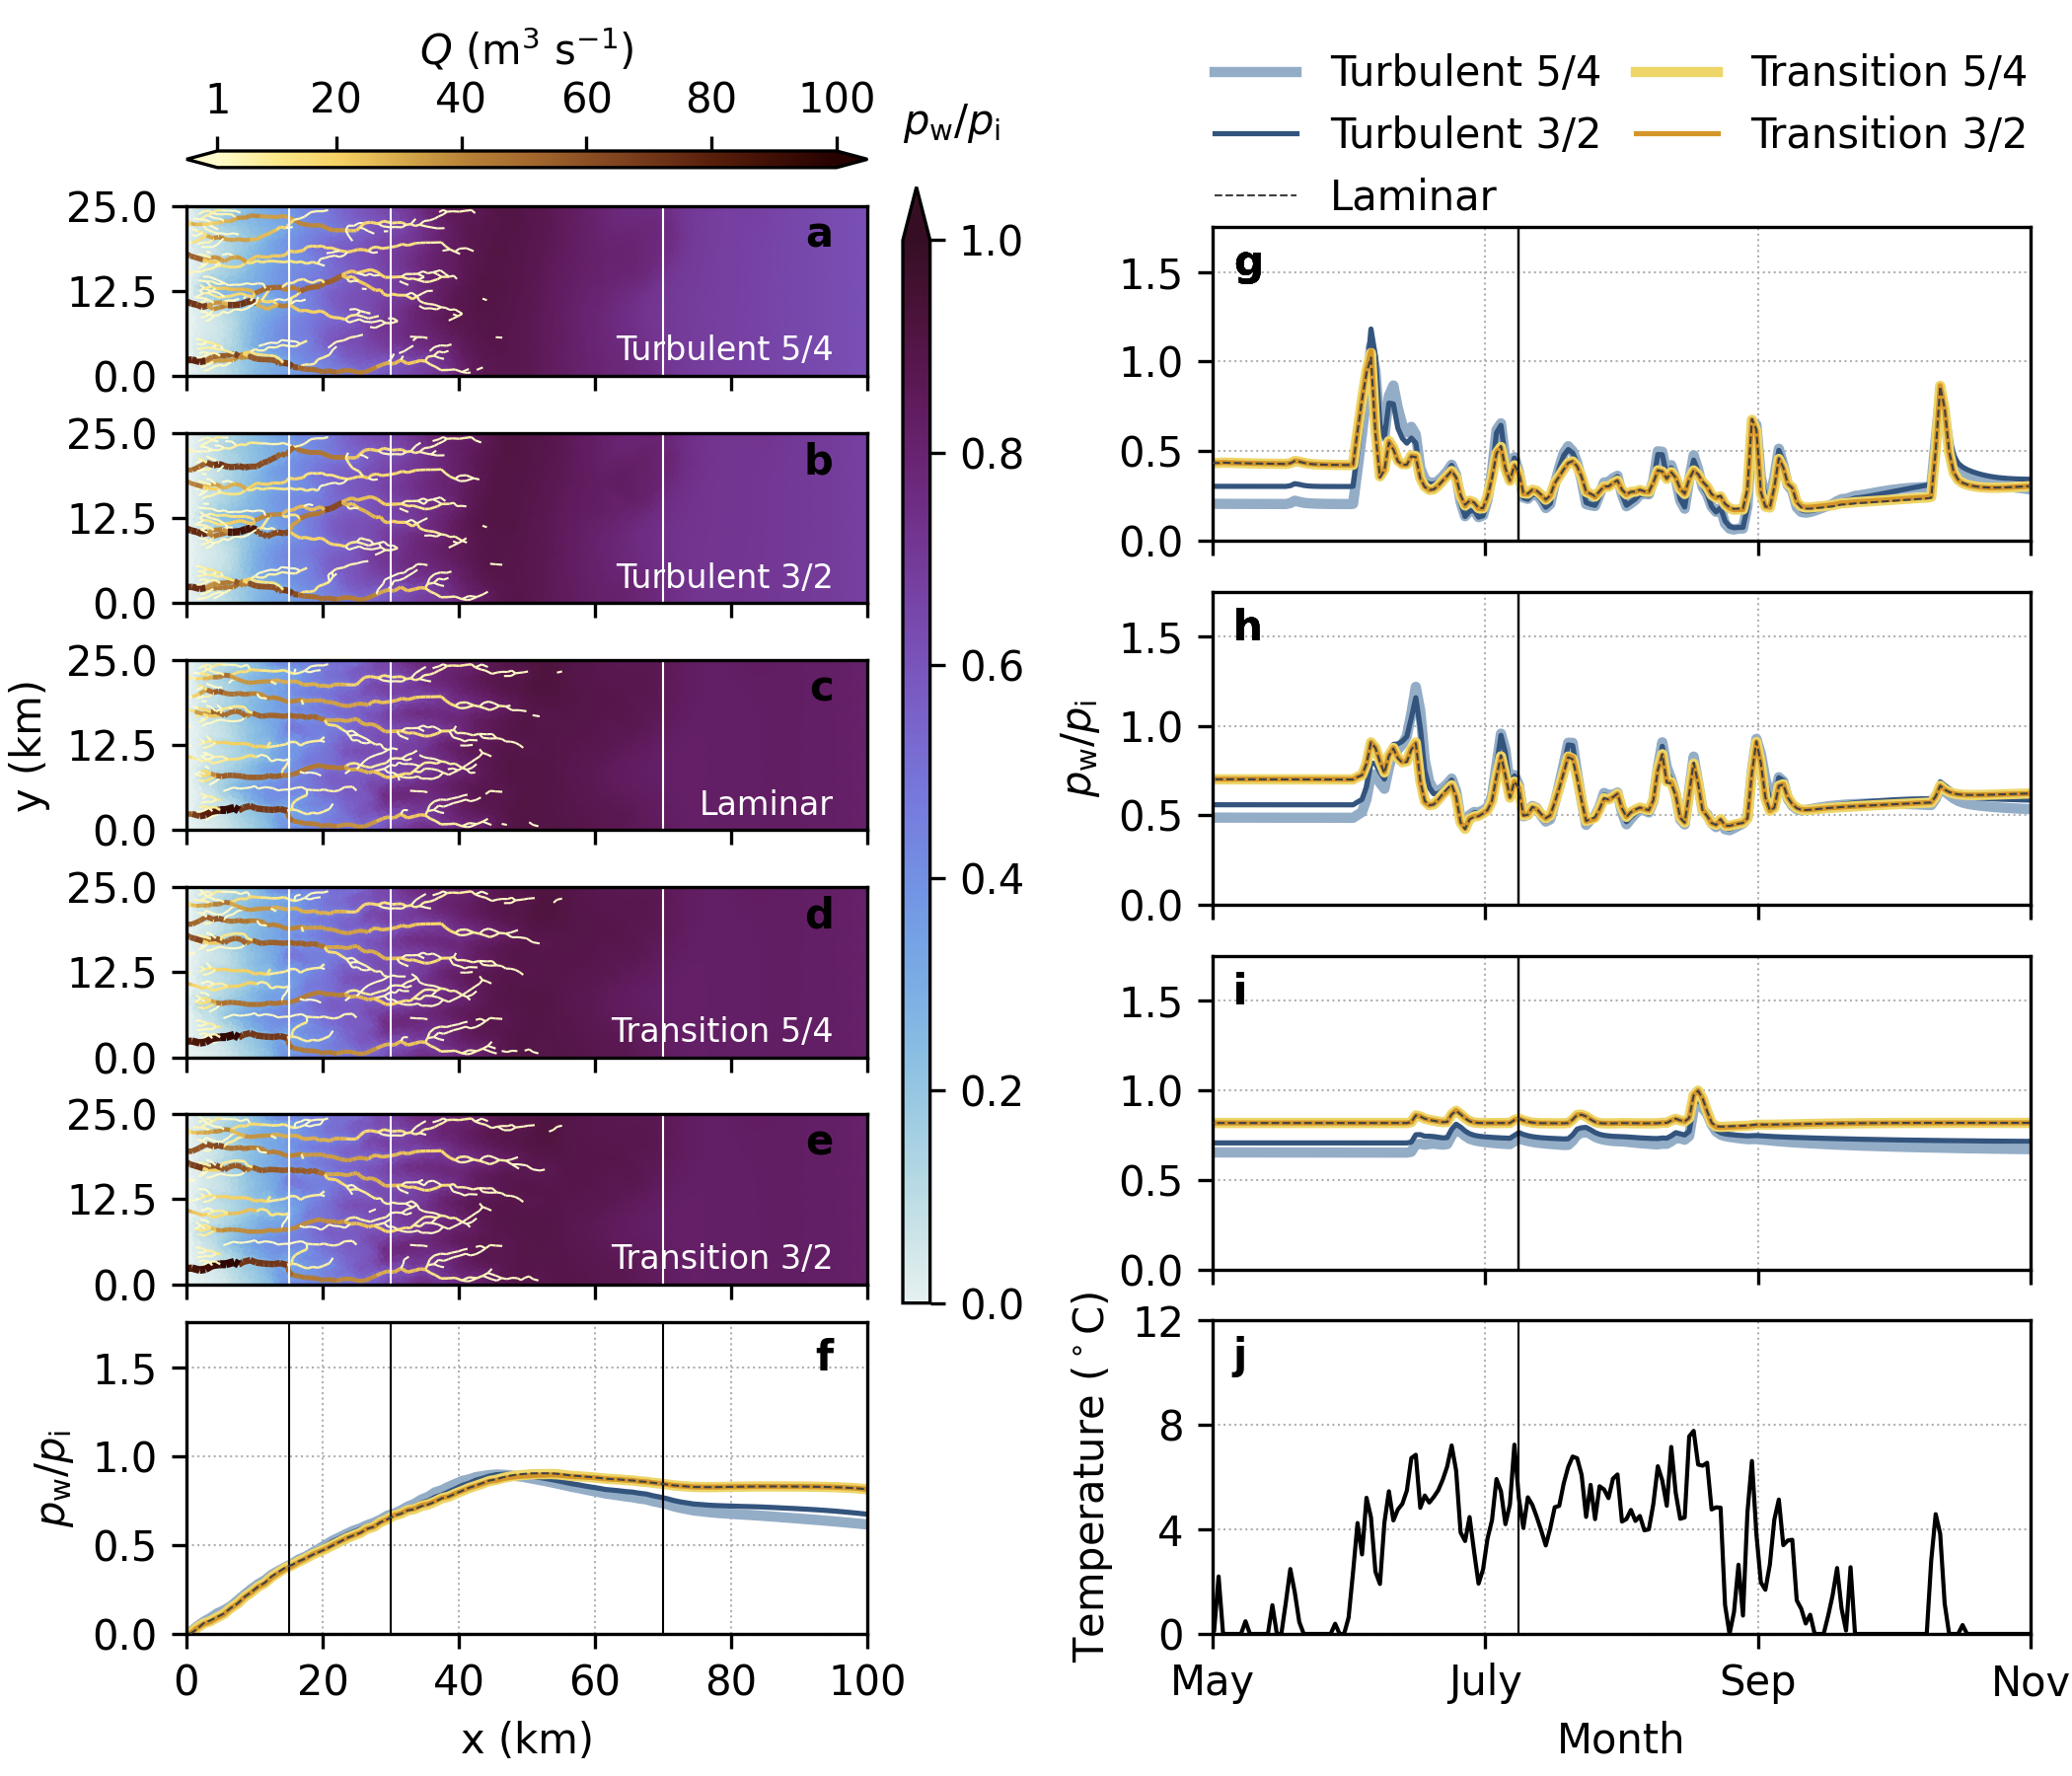 Q (m³ s⁻¹)
1 20 40 60 80 100
p_w/p_i
25.0
12.5
0.0
a
Turbulent 5/4
25.0
12.5
0.0
b
Turbulent 3/2
25.0
12.5
0.0
c
Laminar
y (km)
25.0
12.5
0.0
d
Transition 5/4
25.0
12.5
0.0
e
Transition 3/2
1.0
0.8
0.6
0.4
0.2
0.0
p_w/p_i
1.5
1.0
0.5
0.0
f
0 20 40 60 80 100
x (km)
Turbulent 5/4 Transition 5/4
Turbulent 3/2 Transition 3/2
Laminar
1.5
1.0
0.5
0.0
g
p_w/p_i
1.5
1.0
0.5
0.0
h
1.5
1.0
0.5
0.0
i
Temperature (°C)
12
8
4
0
j
May July Sep Nov
Month